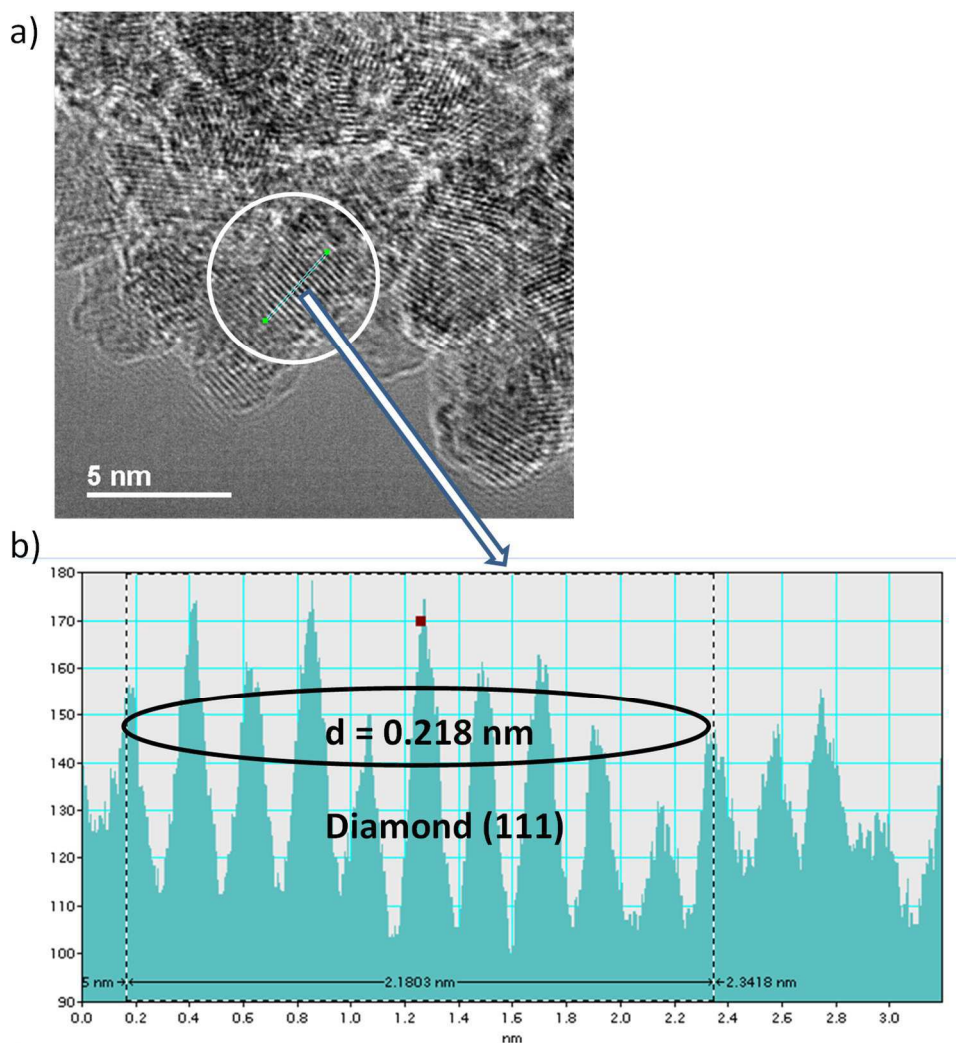 a)
5 nm
b)
180
170
160
150
140
130
120
110
100
90
d = 0.218 nm
Diamond (111)
5 nm
2.1803 nm
2.3418 nm
0.0 0.2 0.4 0.6 0.8 1.0 1.2 1.4 1.6 1.8 2.0 2.2 2.4 2.6 2.8 3.0
nm